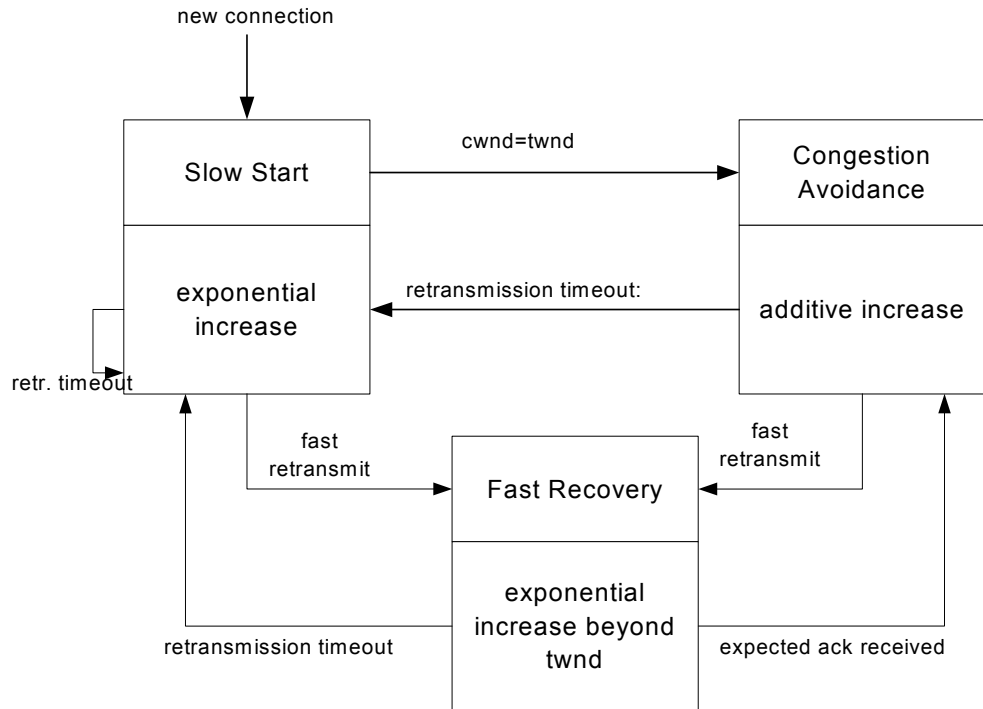 new connection
Slow Start
cwnd=twnd
Congestion
Avoidance
exponential
increase
retransmission timeout:
additive increase
retr. timeout
fast
retransmit
fast
retransmit
Fast Recovery
exponential
increase beyond
twnd
retransmission timeout
expected ack received